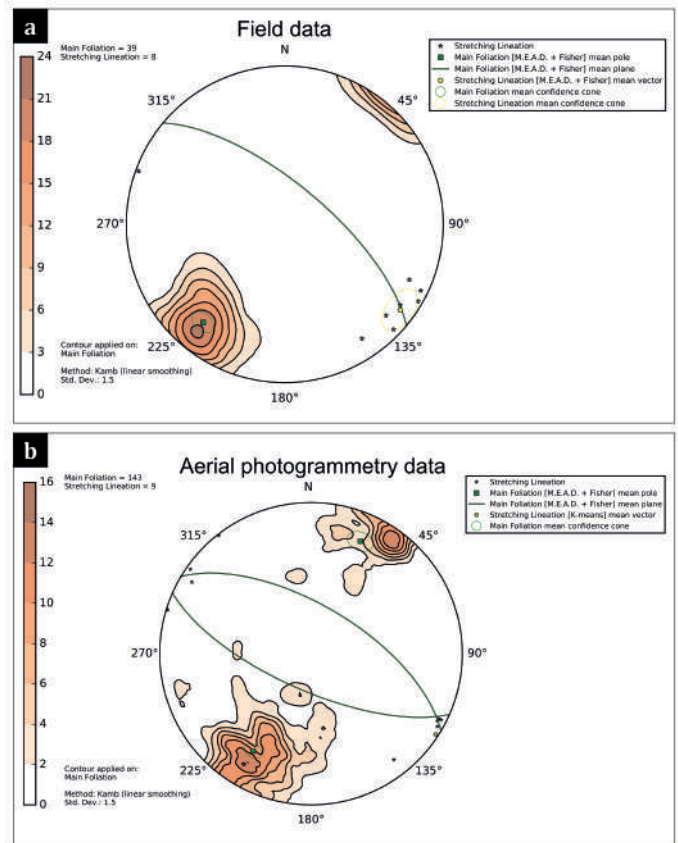 a
Field data
Main Foliation = 39
Stretching Lineation = 8
24
21
18
15
12
9
6
3
0
N
45°
90°
135°
180°
225°
270°
315°
Stretching Lineation
Main Foliation [M.E.A.D. + Fisher] mean pole
Main Foliation [M.E.A.D. + Fisher] mean plane
Stretching Lineation [M.E.A.D. + Fisher] mean vector
Main Foliation mean confidence cone
Stretching Lineation mean confidence cone
Contour applied on:
Main Foliation
Method: Kamb (linear smoothing)
Std. Dev.: 1.5
b
Aerial photogrammetry data
Main Foliation = 143
Stretching Lineation = 9
16
14
12
10
8
6
4
2
0
N
45°
90°
135°
180°
225°
270°
315°
Stretching Lineation
Main Foliation [M.E.A.D. + Fisher] mean pole
Main Foliation [M.E.A.D. + Fisher] mean plane
Stretching Lineation [K-means] mean vector
Main Foliation mean confidence cone
Contour applied on:
Main Foliation
Method: Kamb (linear smoothing)
Std. Dev.: 1.5